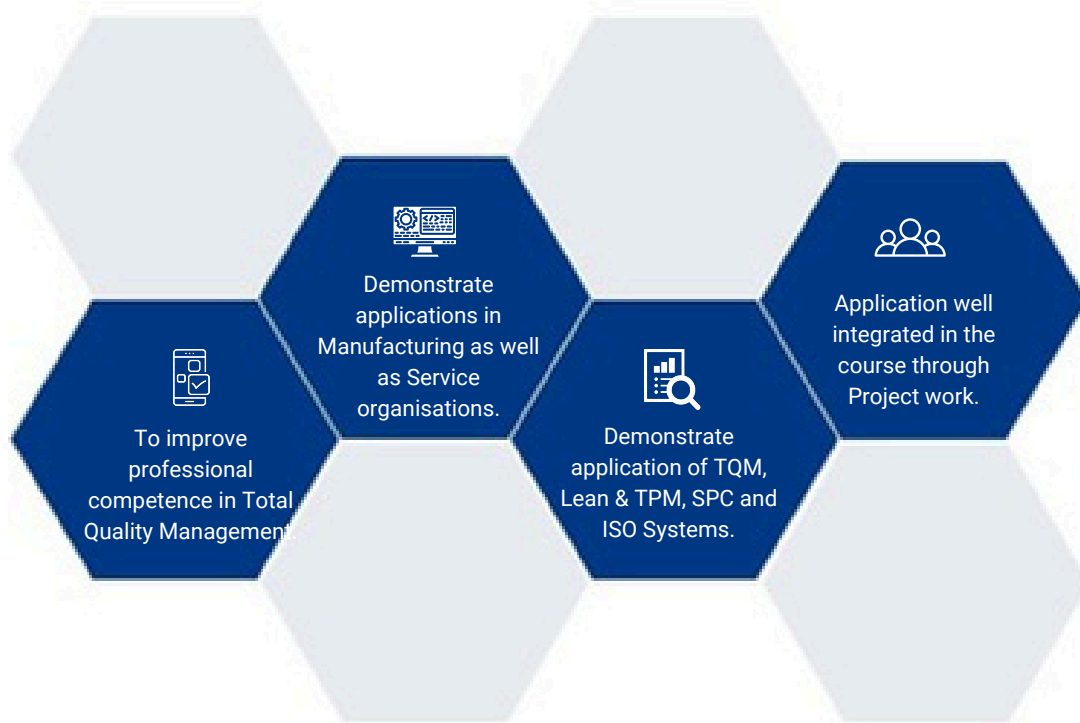 To improve
professional
competence in Total
Quality Management.
Demonstrate
applications in
Manufacturing as well
as Service
organisations.
Demonstrate
application of TQM,
Lean & TPM, SPC and
ISO Systems.
Application well
integrated in the
course through
Project work.